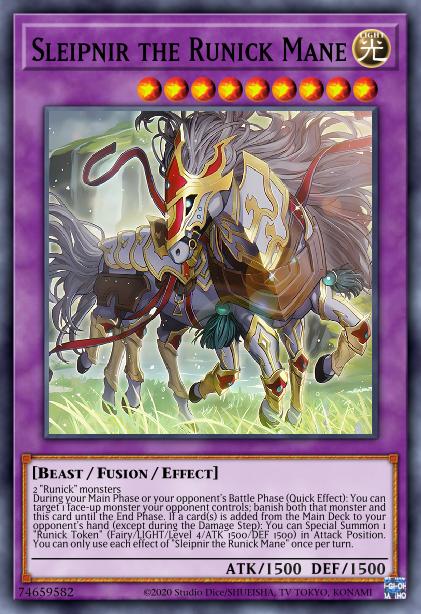 SLEIPNIR THE RUNICK MANE
LIGHT
光
[BEAST / FUSION / EFFECT]
2 "Runick" monsters
During your Main Phase or your opponent's Battle Phase (Quick Effect): You can
target 1 face-up monster your opponent controls; banish both that monster and
this card until the End Phase. If a card(s) is added from the Main Deck to your
opponent's hand (except during the Damage Step): You can Special Summon 1
"Runick Token" (Fairy/LIGHT/Level 4/ATK 1500/DEF 1500) in Attack Position.
You can only use each effect of "Sleipnir the Runick Mane" once per turn.
ATK/1500 DEF/1500
74659582
©2020 Studio Dice/SHUEISHA, TV TOKYO, KONAMI